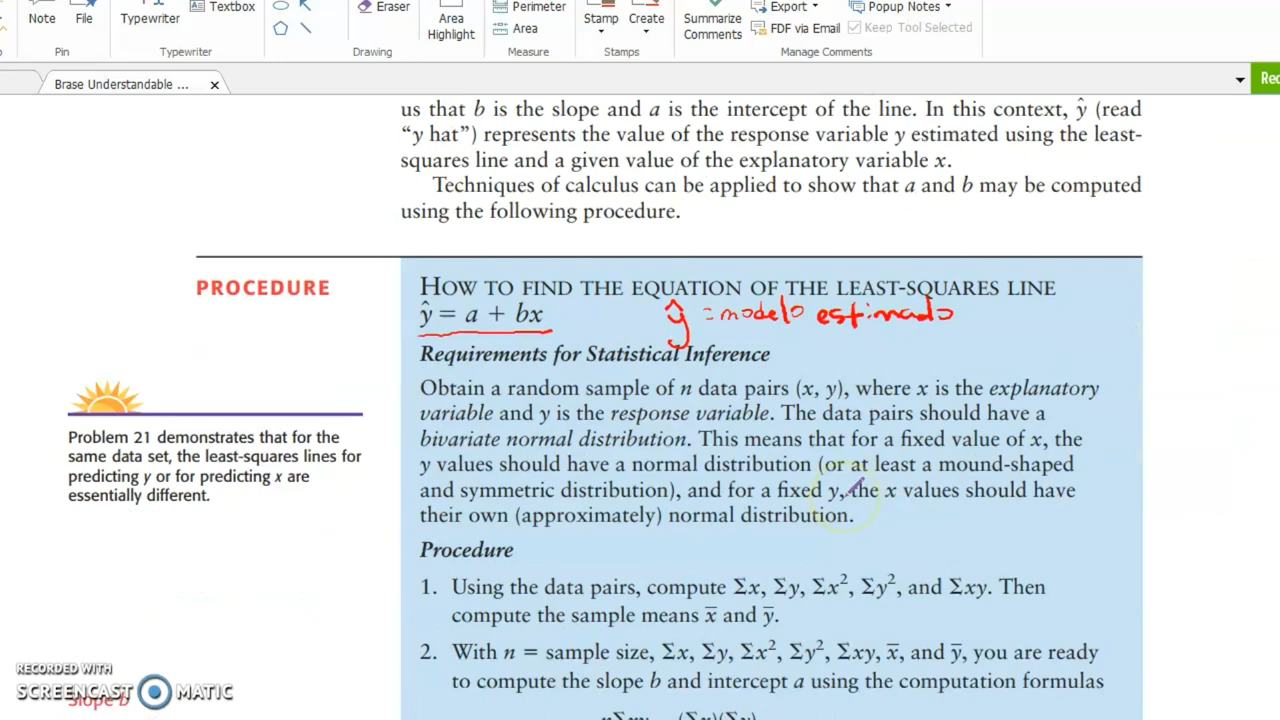 Note File Typewriter Textbox Eraser Area Highlight Perimeter Area Stamp Create Summarize Comments Export Popup Notes
FDF via Email Keep Tool Selected
Pin Typewriter Drawing Measure Stamps Manage Comments
Brase Understandable ... x
Rec
us that b is the slope and a is the intercept of the line. In this context, ŷ (read
“y hat”) represents the value of the response variable y estimated using the least-
squares line and a given value of the explanatory variable x.
Techniques of calculus can be applied to show that a and b may be computed
using the following procedure.
PROCEDURE
HOW TO FIND THE EQUATION OF THE LEAST-SQUARES LINE
ŷ = a + bx
ŷ = modelo estimado
Requirements for Statistical Inference
Obtain a random sample of n data pairs (x, y), where x is the explanatory
variable and y is the response variable. The data pairs should have a
bivariate normal distribution. This means that for a fixed value of x, the
y values should have a normal distribution (or at least a mound-shaped
and symmetric distribution), and for a fixed y, the x values should have
their own (approximately) normal distribution.
Problem 21 demonstrates that for the
same data set, the least-squares lines for
predicting y or for predicting x are
essentially different.
Procedure
1. Using the data pairs, compute Σx, Σy, Σx², Σy², and Σxy. Then
compute the sample means x̅ and y̅.
2. With n = sample size, Σx, Σy, Σx², Σy², Σxy, x̅, and y̅, you are ready
to compute the slope b and intercept a using the computation formulas
RECORDED WITH
SCREENCAST MATIC
Slope b